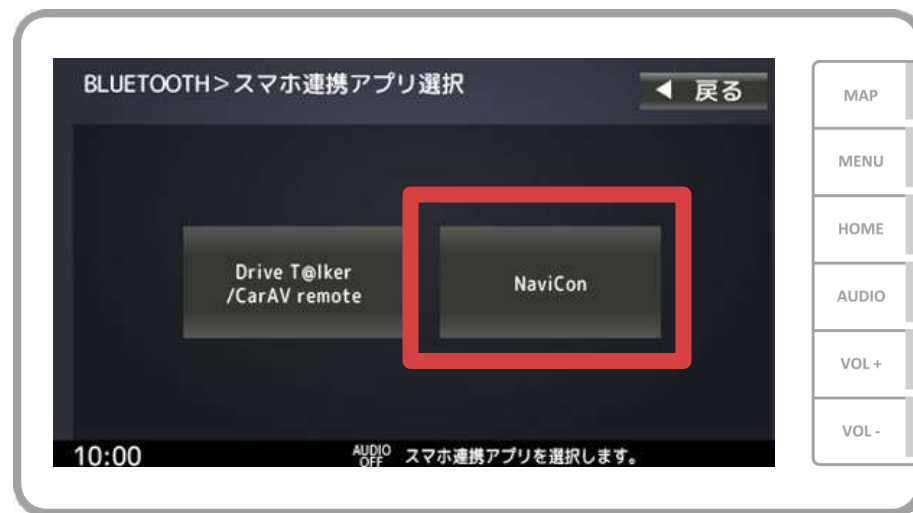 BLUETOOTH>スマホ連携アプリ選択
◀ 戻る
Drive T@lker
/CarAV remote
NaviCon
10:00
AUDIO
OFF
スマホ連携アプリを選択します。
MAP
MENU
HOME
AUDIO
VOL +
VOL -